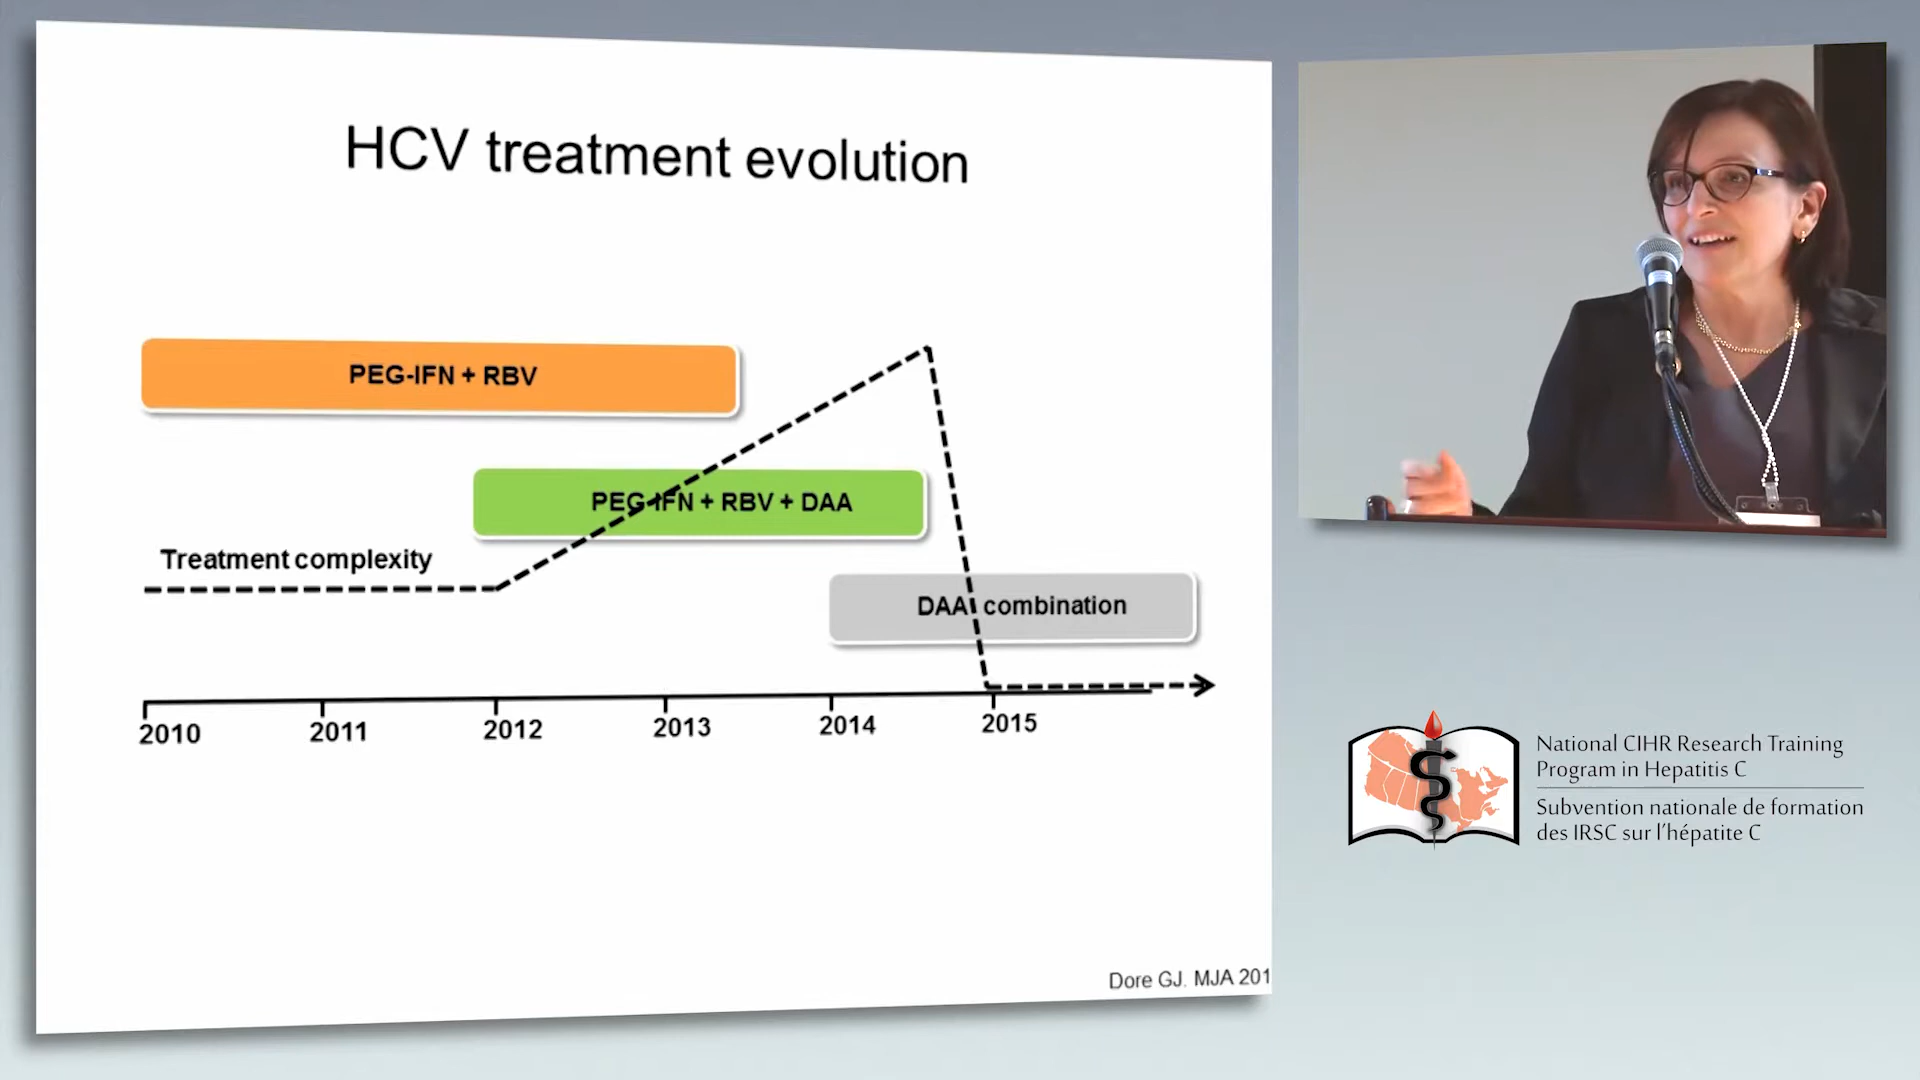 HCV treatment evolution
PEG-IFN + RBV
PEG-IFN + RBV + DAA
Treatment complexity
DAA combination
2010
2011
2012
2013
2014
2015
Dore GJ. MJA 201
National CIHR Research Training
Program in Hepatitis C
Subvention nationale de formation
des IRSC sur l'hépatite C